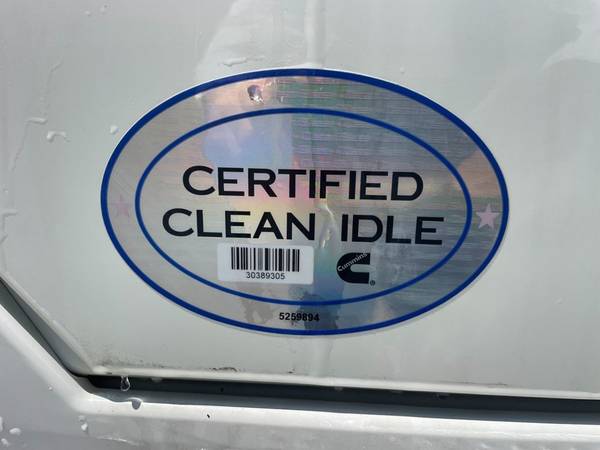 CERTIFIED
CLEAN IDLE
30389305
Cummins
®
5259894